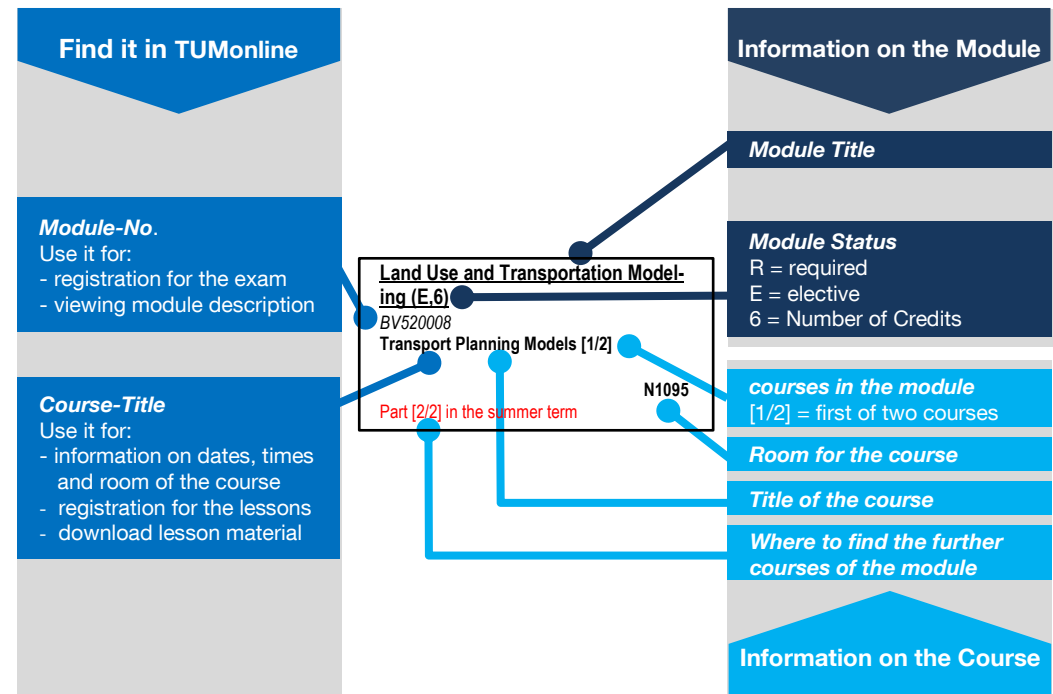 Find it in TUMonline
Module-No.
Use it for:
- registration for the exam
- viewing module description
Course-Title
Use it for:
- information on dates, times
and room of the course
- registration for the lessons
- download lesson material
Land Use and Transportation Model-
ing (E,6)
BV520008
Transport Planning Models [1/2]
N1095
Part [2/2] in the summer term
Information on the Module
Module Title
Module Status
R = required
E = elective
6 = Number of Credits
courses in the module
[1/2] = first of two courses
Room for the course
Title of the course
Where to find the further
courses of the module
Information on the Course